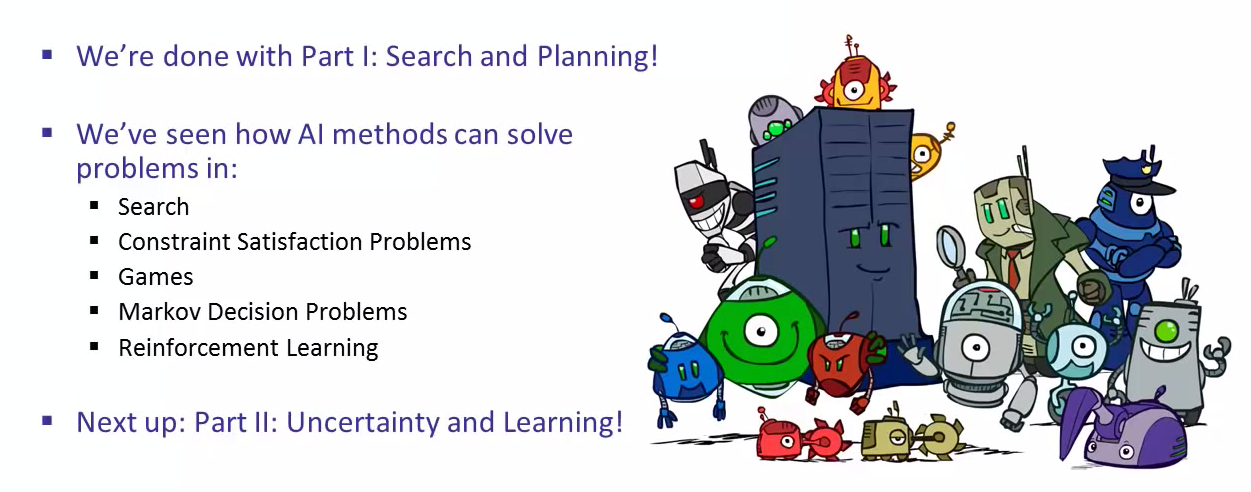 We’re done with Part I: Search and Planning!
We’ve seen how AI methods can solve
problems in:
Search
Constraint Satisfaction Problems
Games
Markov Decision Problems
Reinforcement Learning
Next up: Part II: Uncertainty and Learning!